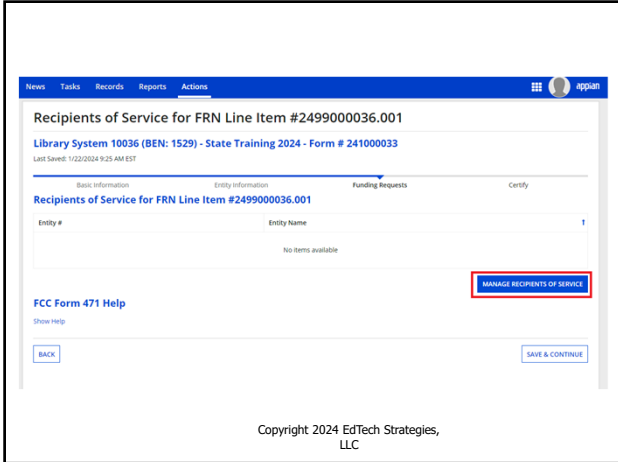 News Tasks Records Reports Actions appian
Recipients of Service for FRN Line Item #2499000036.001
Library System 10036 (BEN: 1529) - State Training 2024 - Form # 241000033
Last Saved: 1/22/2024 9:25 AM EST
Basic Information Entity Information Funding Requests Certify
Recipients of Service for FRN Line Item #2499000036.001
Entity # Entity Name ↑
No items available
MANAGE RECIPIENTS OF SERVICE
FCC Form 471 Help
Show Help
BACK SAVE & CONTINUE
Copyright 2024 EdTech Strategies,
LLC